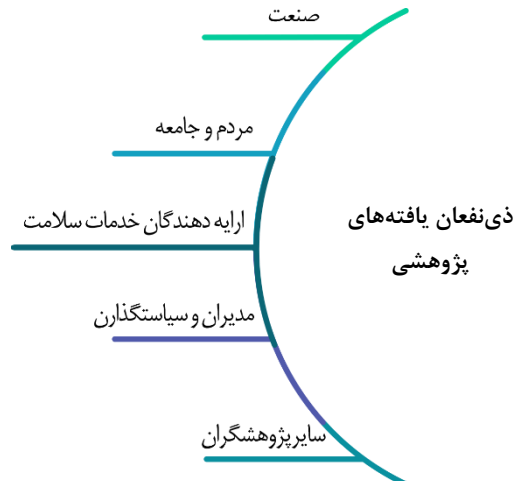 صنعت
مردم و جامعه
ارایه دهندگان خدمات سلامت
مدیران و سیاستگذارن
سایر پژوهشگران
ذی‌نفعان یافته‌های
پژوهشی